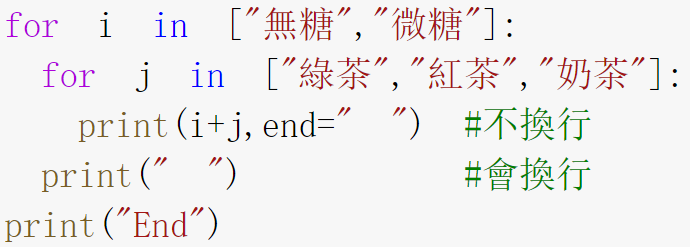 for i in ["無糖","微糖"]:
  for j in ["綠茶","紅茶","奶茶"]:
    print(i+j,end=" ")  #不換行
  print(" ")            #會換行
print("End")